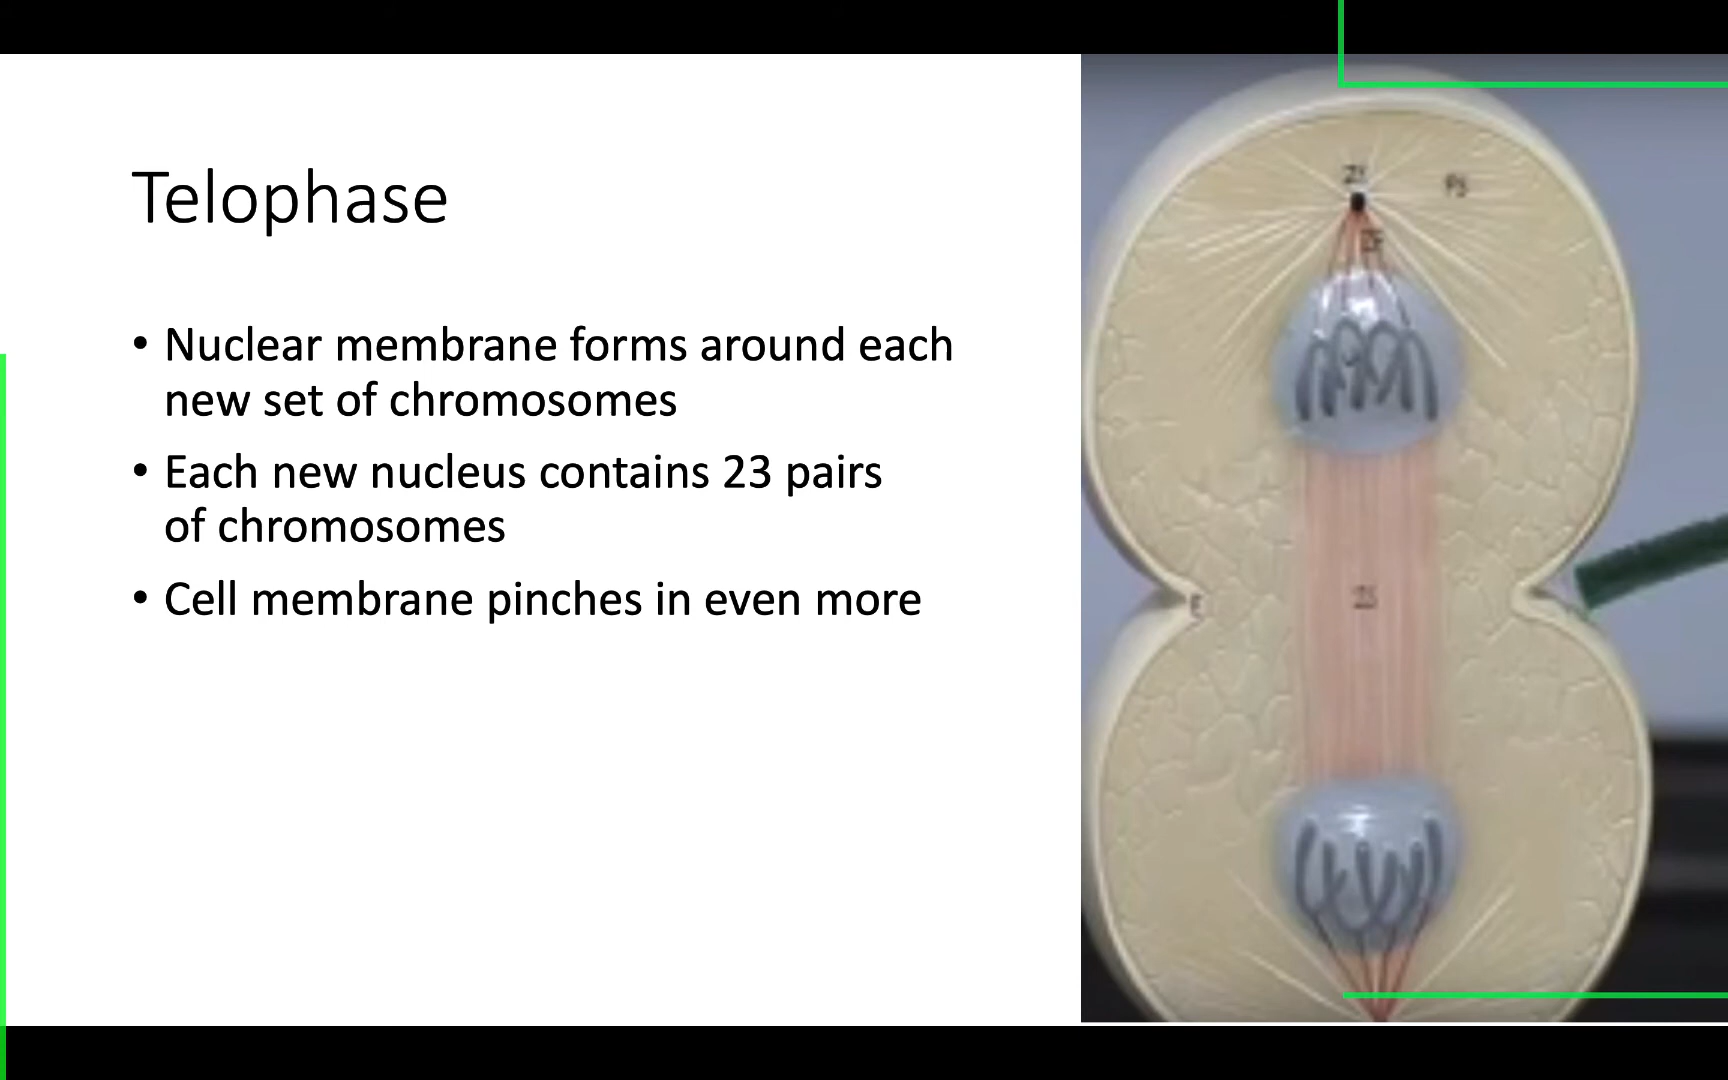 Telophase
• Nuclear membrane forms around each
new set of chromosomes
• Each new nucleus contains 23 pairs
of chromosomes
• Cell membrane pinches in even more